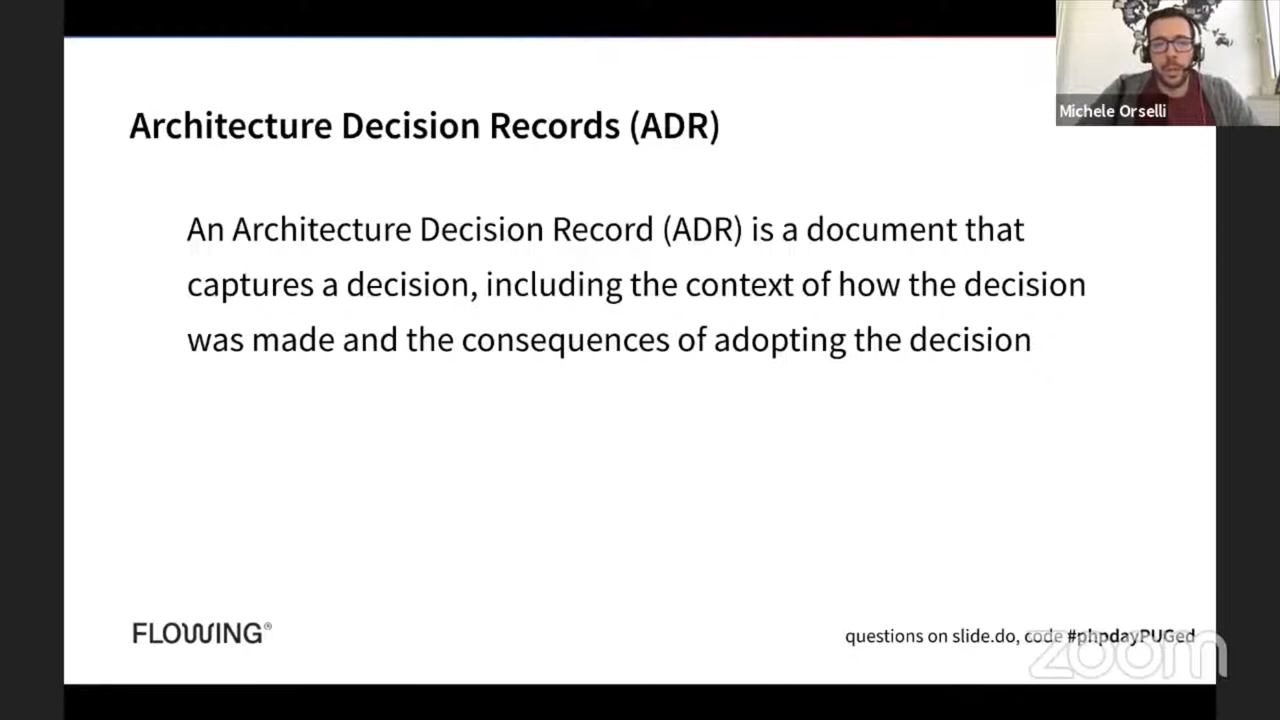 Michele Orselli
Architecture Decision Records (ADR)
An Architecture Decision Record (ADR) is a document that
captures a decision, including the context of how the decision
was made and the consequences of adopting the decision
FLOWING®
questions on slide.do, code #phpdayPUGed
zoom